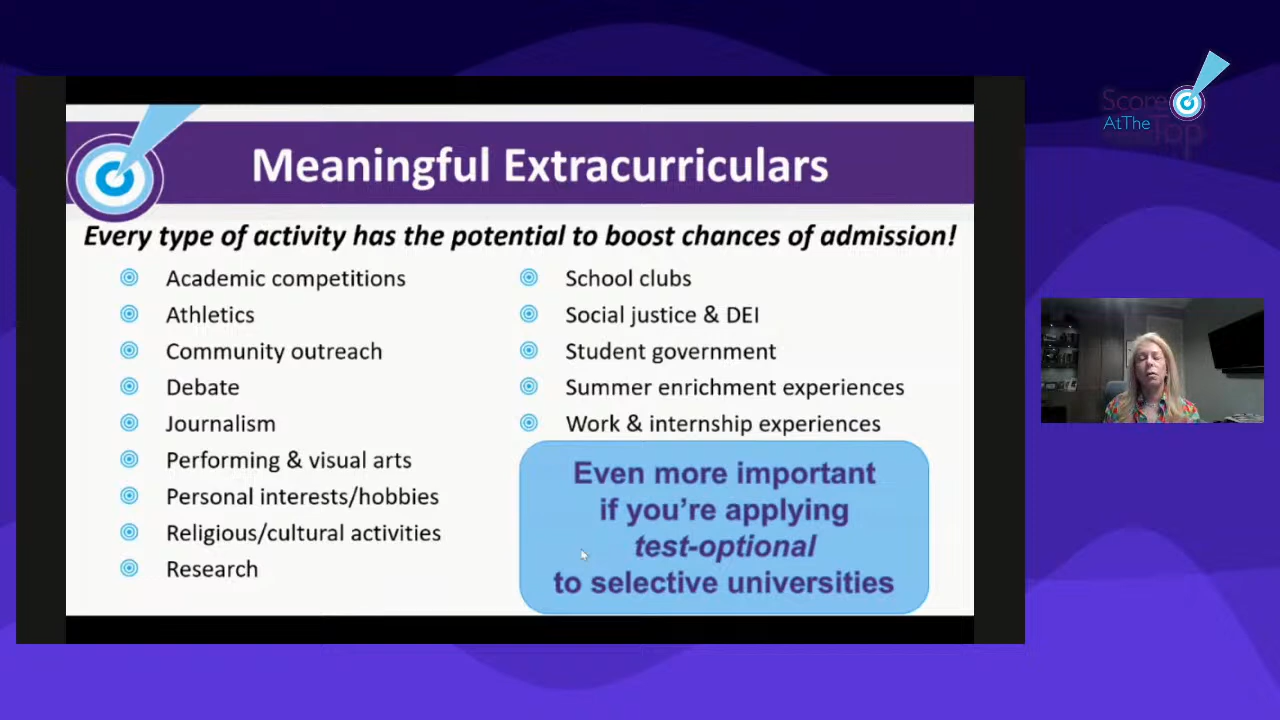 Meaningful Extracurriculars
Every type of activity has the potential to boost chances of admission!
Academic competitions
Athletics
Community outreach
Debate
Journalism
Performing & visual arts
Personal interests/hobbies
Religious/cultural activities
Research
School clubs
Social justice & DEI
Student government
Summer enrichment experiences
Work & internship experiences
Even more important
if you're applying
test-optional
to selective universities
Score
AtThe
Top